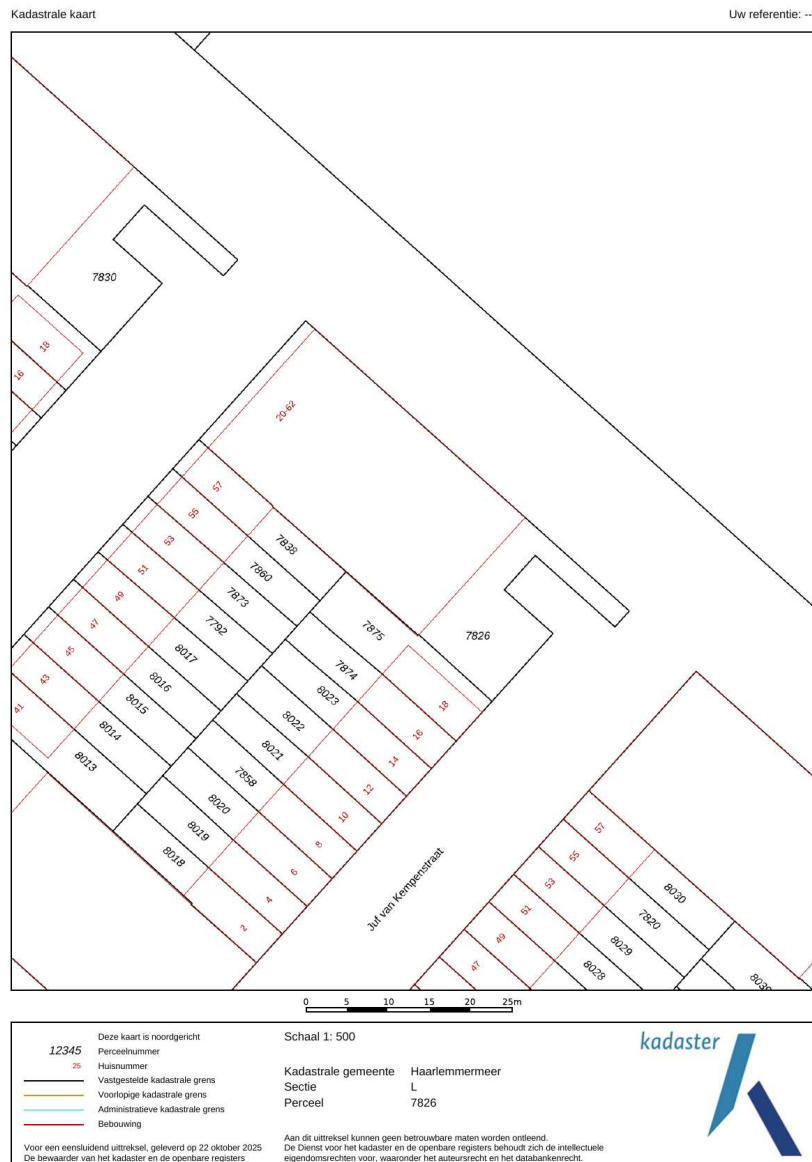 Kadastrale kaart
Uw referentie: --
7830
18
16
20-62
57
55
53
51
49
47
45
43
41
7838
7860
7873
7792
8017
8016
8015
8014
8013
7875
7874
8023
8022
8021
7858
8020
8019
8018
7826
18
16
14
12
10
8
6
4
2
Juf van Kempenstraat
57
55
53
51
49
47
8030
7820
8029
8028
0 5 10 15 20 25m
Deze kaart is noordgericht
12345 Perceelnummer
25 Huisnummer
Vastgestelde kadastrale grens
Voorlopige kadastrale grens
Administratieve kadastrale grens
Bebouwing
Voor een eensluidend uittreksel, geleverd op 22 oktober 2025
De bewaarder van het kadaster en de openbare registers
Schaal 1: 500
Kadastrale gemeente Haarlemmermeer
Sectie L
Perceel 7826
Aan dit uittreksel kunnen geen betrouwbare maten worden ontleend.
De Dienst voor het kadaster en de openbare registers behoudt zich de intellectuele
eigendomsrechten voor, waaronder het auteursrecht en het databankenrecht.
kadaster